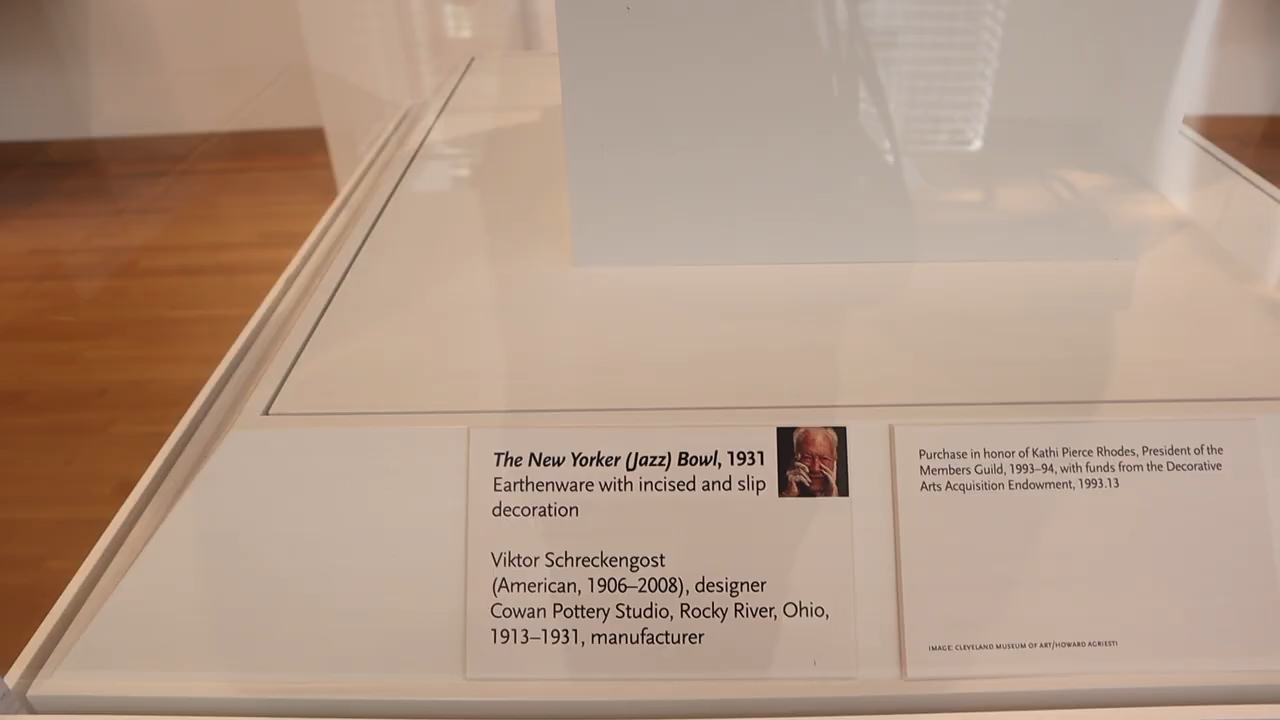 The New Yorker (Jazz) Bowl, 1931
Earthenware with incised and slip
decoration
Viktor Schreckengost
(American, 1906–2008), designer
Cowan Pottery Studio, Rocky River, Ohio,
1913–1931, manufacturer
Purchase in honor of Kathi Pierce Rhodes, President of the
Members Guild, 1993–94, with funds from the Decorative
Arts Acquisition Endowment, 1993.13
IMAGE: CLEVELAND MUSEUM OF ART/HOWARD AGRIESTI